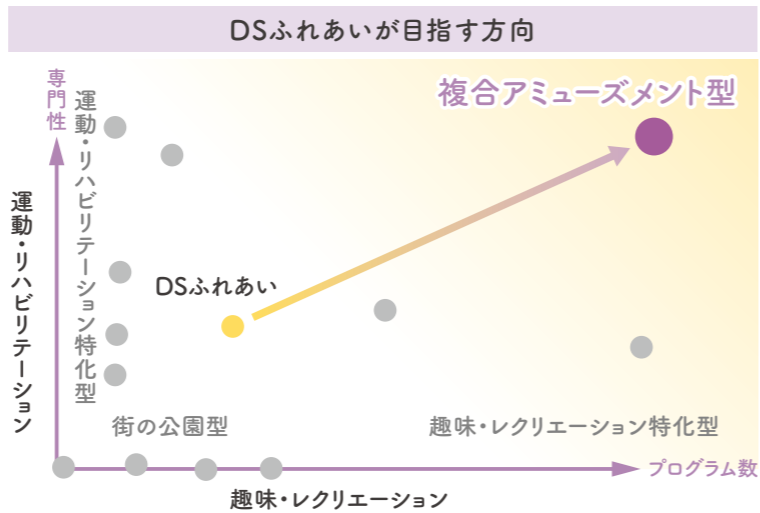 DSふれあいが目指す方向
複合アミューズメント型
専門性
運動・リハビリテーション特化型
運動・リハビリテーション
DSふれあい
街の公園型
趣味・レクリエーション特化型
プログラム数
趣味・レクリエーション